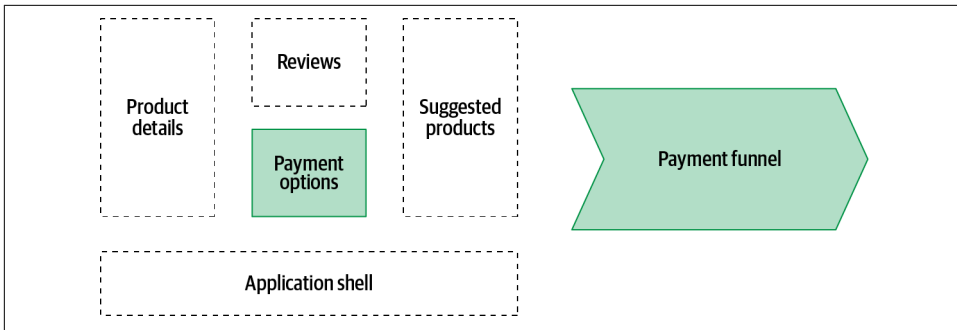 Product
details
Reviews
Payment
options
Suggested
products
Payment funnel
Application shell